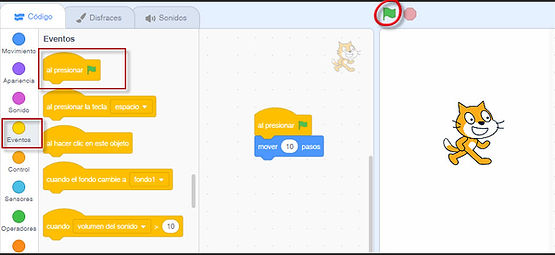 Código
Disfraces
Sonidos
Movimiento
Apariencia
Sonido
Eventos
Control
Sensores
Operadores
Eventos
al presionar
al presionar la tecla espacio
al hacer clic en este objeto
cuando el fondo cambie a fondo1
cuando volumen del sonido > 10
al presionar
mover 10 pasos